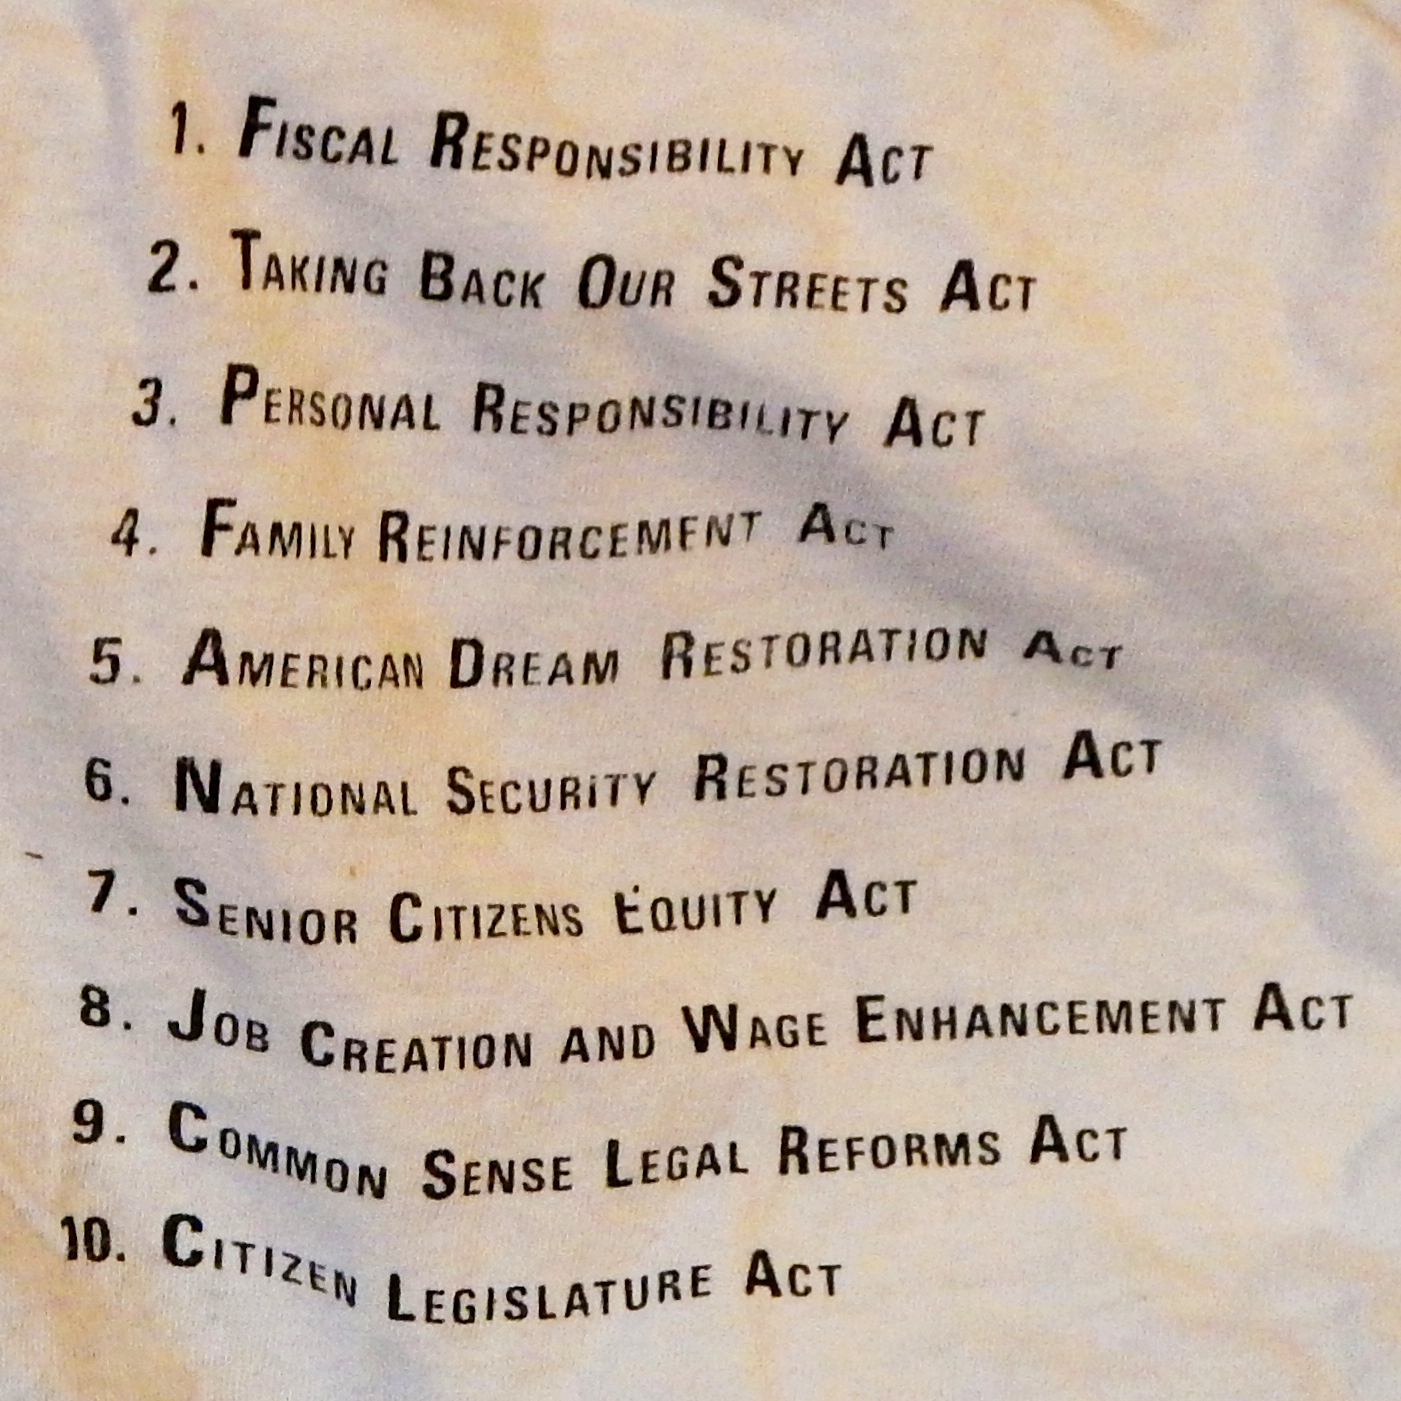 1. Fiscal Responsibility Act
2. Taking Back Our Streets Act
3. Personal Responsibility Act
4. Family Reinforcement Act
5. American Dream Restoration Act
6. National Security Restoration Act
7. Senior Citizens Equity Act
8. Job Creation and Wage Enhancement Act
9. Common Sense Legal Reforms Act
10. Citizen Legislature Act